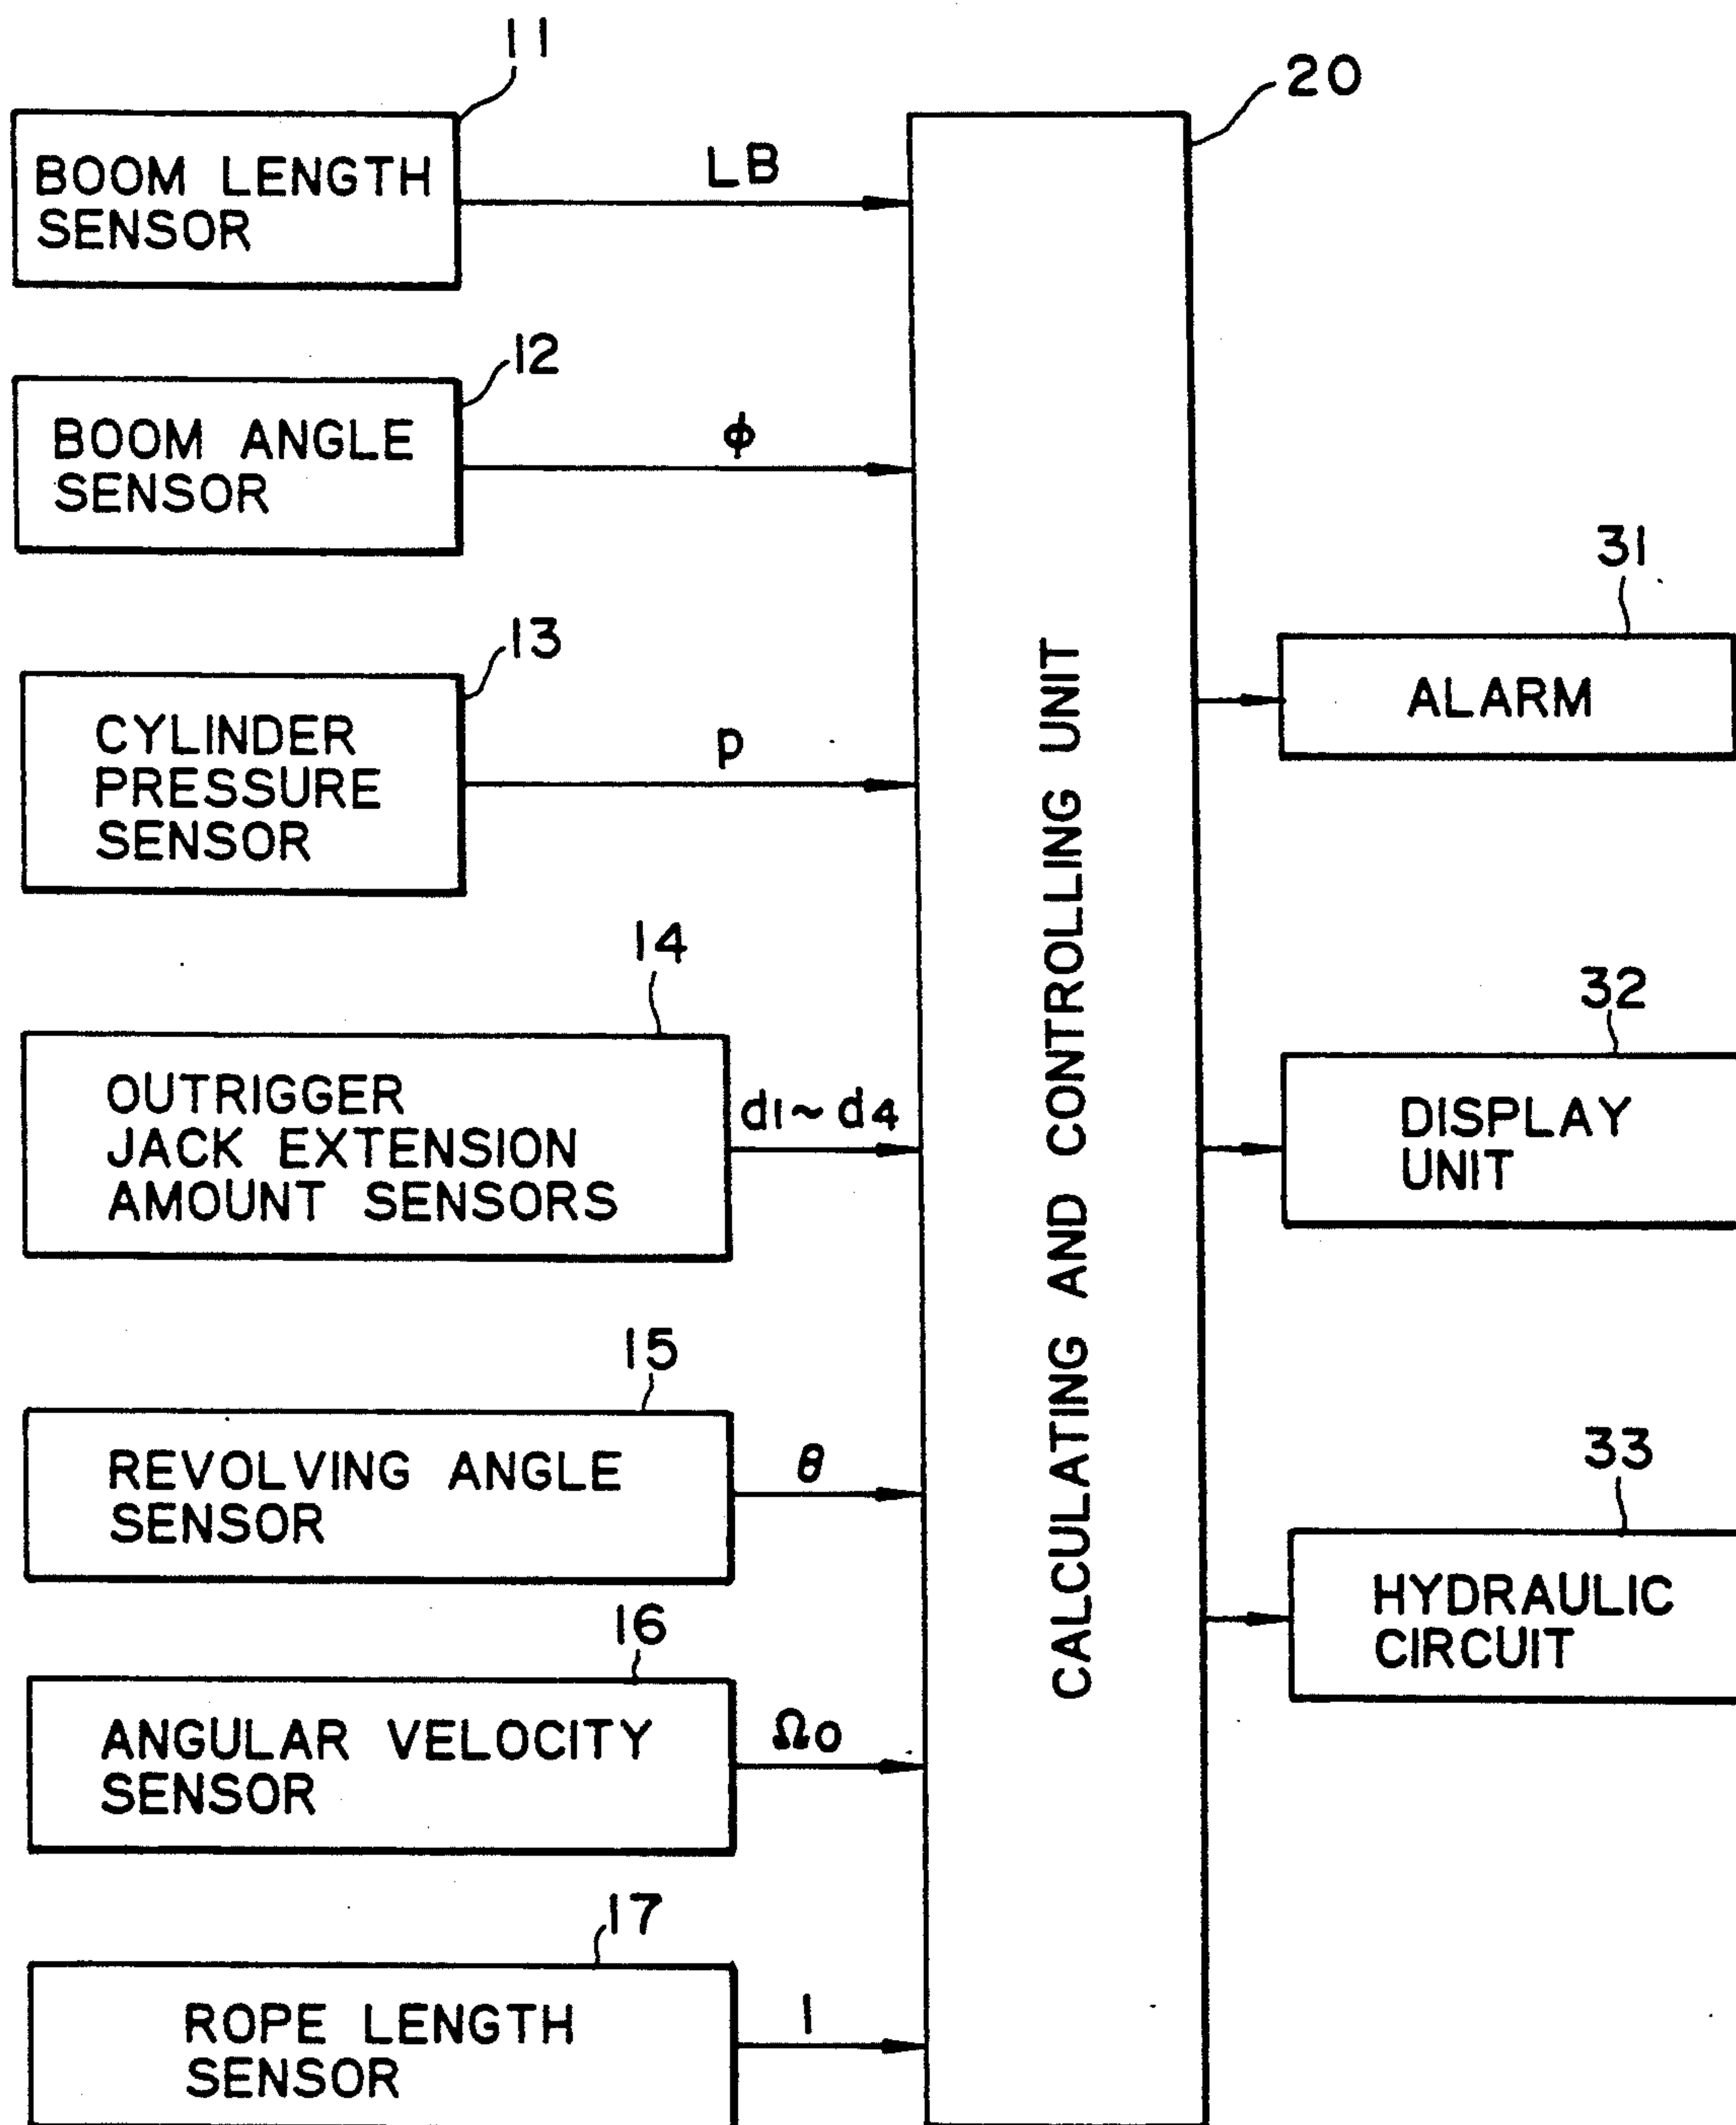 11
BOOM LENGTH
SENSOR
LB
20
12
BOOM ANGLE
SENSOR
ϕ
13
CYLINDER
PRESSURE
SENSOR
p
14
OUTRIGGER
JACK EXTENSION
AMOUNT SENSORS
d1~d4
15
REVOLVING ANGLE
SENSOR
θ
16
ANGULAR VELOCITY
SENSOR
Ωo
17
ROPE LENGTH
SENSOR
l
CALCULATING AND CONTROLLING UNIT
31
ALARM
32
DISPLAY
UNIT
33
HYDRAULIC
CIRCUIT